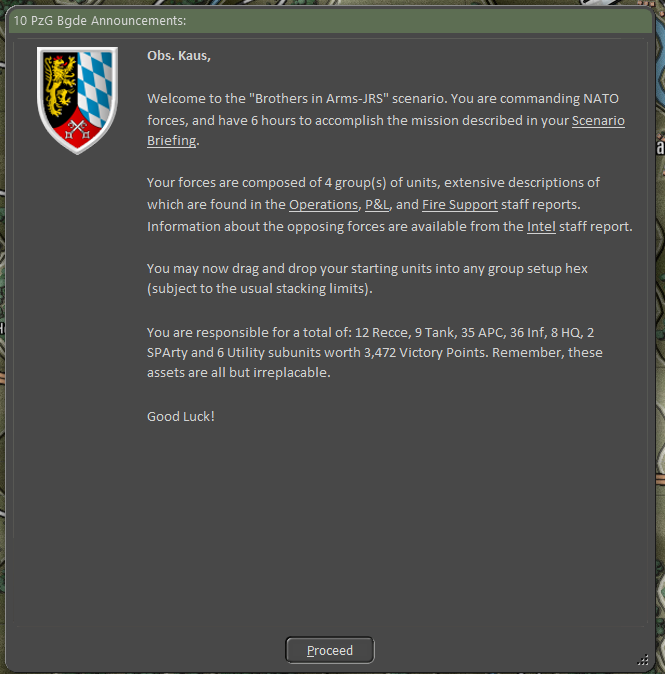 10 PzG Bgde Announcements:
Obs. Kaus,
Welcome to the "Brothers in Arms-JRS" scenario. You are commanding NATO
forces, and have 6 hours to accomplish the mission described in your Scenario
Briefing.
Your forces are composed of 4 group(s) of units, extensive descriptions of
which are found in the Operations, P&L, and Fire Support staff reports.
Information about the opposing forces are available from the Intel staff report.
You may now drag and drop your starting units into any group setup hex
(subject to the usual stacking limits).
You are responsible for a total of: 12 Recce, 9 Tank, 35 APC, 36 Inf, 8 HQ, 2
SPArty and 6 Utility subunits worth 3,472 Victory Points. Remember, these
assets are all but irreplacable.
Good Luck!
Proceed